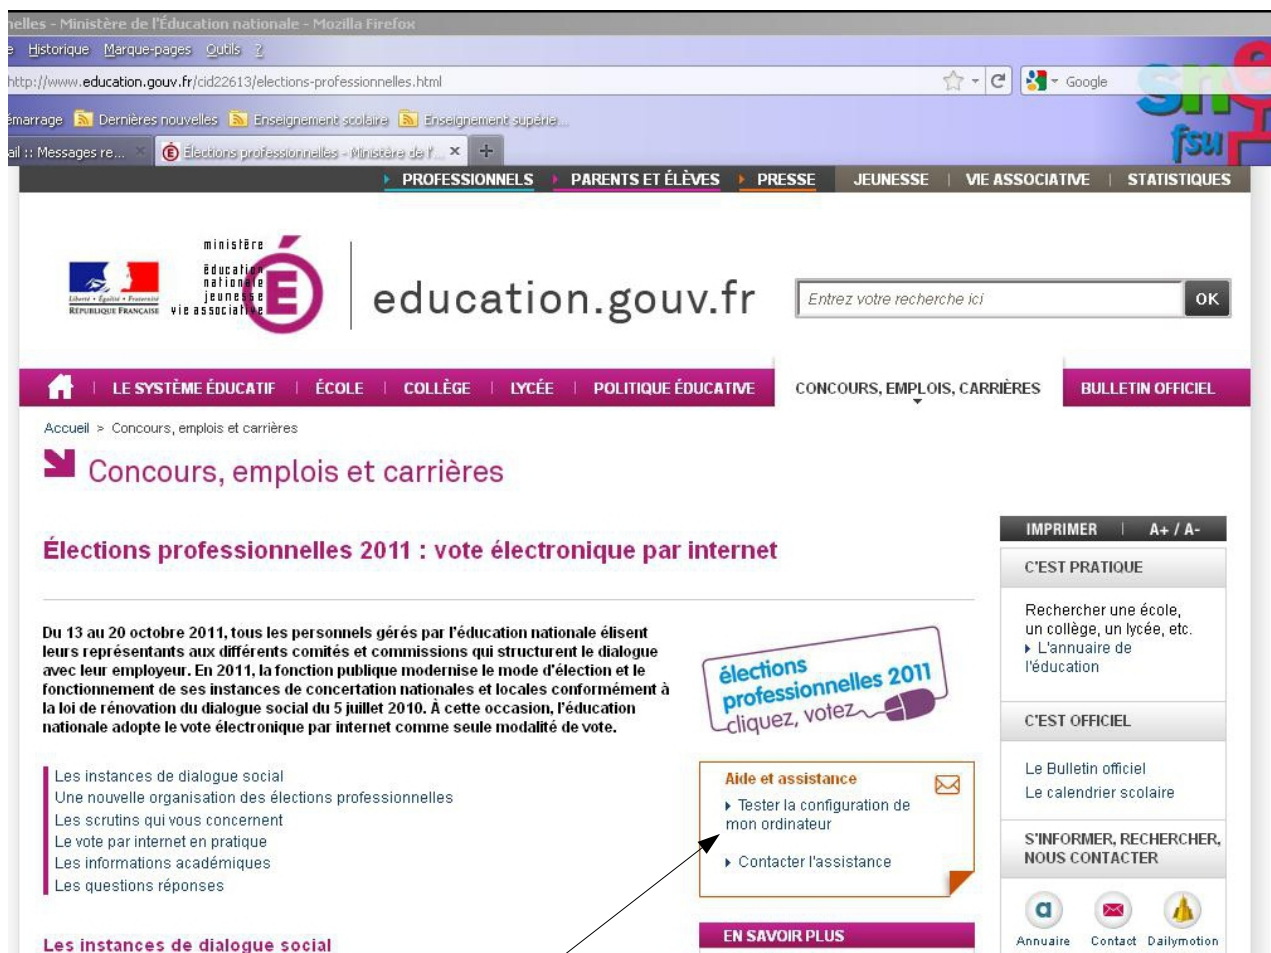 nelles - Ministère de l'Éducation nationale - Mozilla Firefox
Historique Marque-pages Outils ?
http://www.education.gouv.fr/cid22613/elections-professionnelles.html
Google
sne
fsu
émarrage Dernières nouvelles Enseignement scolaire Enseignement supérie...
ail :: Messages re... Élections professionnelles - Ministère de l'...
PROFESSIONNELS PARENTS ET ÉLÈVES PRESSE JEUNESSE | VIE ASSOCIATIVE | STATISTIQUES
ministère
éducation
nationale
jeunesse
vie associative
Liberté • Égalité • Fraternité
RÉPUBLIQUE FRANÇAISE
É
education.gouv.fr
Entrez votre recherche ici
OK
LE SYSTÈME ÉDUCATIF | ÉCOLE | COLLÈGE | LYCÉE | POLITIQUE ÉDUCATIVE CONCOURS, EMPLOIS, CARRIÈRES BULLETIN OFFICIEL
Accueil > Concours, emplois et carrières
Concours, emplois et carrières
Élections professionnelles 2011 : vote électronique par internet
Du 13 au 20 octobre 2011, tous les personnels gérés par l'éducation nationale élisent
leurs représentants aux différents comités et commissions qui structurent le dialogue
avec leur employeur. En 2011, la fonction publique modernise le mode d'élection et le
fonctionnement de ses instances de concertation nationales et locales conformément à
la loi de rénovation du dialogue social du 5 juillet 2010. À cette occasion, l'éducation
nationale adopte le vote électronique par internet comme seule modalité de vote.
Les instances de dialogue social
Une nouvelle organisation des élections professionnelles
Les scrutins qui vous concernent
Le vote par internet en pratique
Les informations académiques
Les questions réponses
Les instances de dialogue social
élections
professionnelles 2011
cliquez, votez
Aide et assistance
Tester la configuration de
mon ordinateur
Contacter l'assistance
EN SAVOIR PLUS
IMPRIMER | A+ / A-
C'EST PRATIQUE
Rechercher une école,
un collège, un lycée, etc.
L'annuaire de
l'éducation
C'EST OFFICIEL
Le Bulletin officiel
Le calendrier scolaire
S'INFORMER, RECHERCHER,
NOUS CONTACTER
a
Annuaire Contact Dailymotion